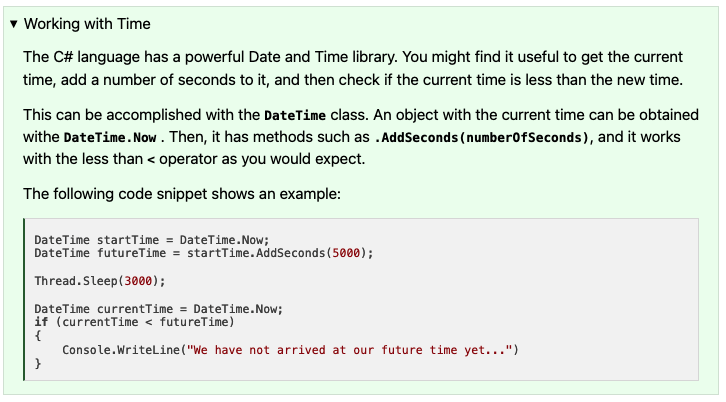 ▼ Working with Time
The C# language has a powerful Date and Time library. You might find it useful to get the current
time, add a number of seconds to it, and then check if the current time is less than the new time.
This can be accomplished with the DateTime class. An object with the current time can be obtained
withe DateTime.Now . Then, it has methods such as .AddSeconds(numberOfSeconds), and it works
with the less than < operator as you would expect.
The following code snippet shows an example:
DateTime startTime = DateTime.Now;
DateTime futureTime = startTime.AddSeconds(5000);
Thread.Sleep(3000);
DateTime currentTime = DateTime.Now;
if (currentTime < futureTime)
{
    Console.WriteLine("We have not arrived at our future time yet...")
}